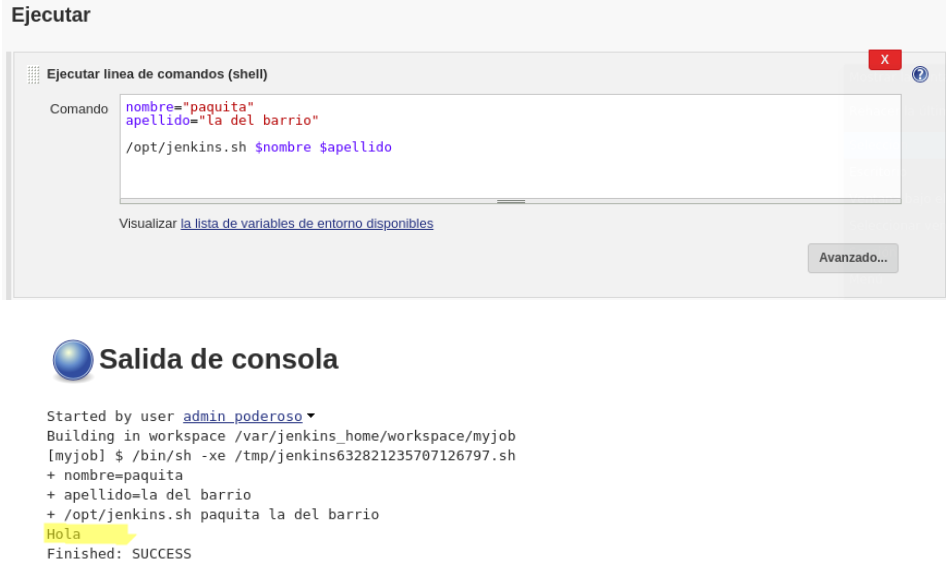 Ejecutar
X
Ejecutar linea de comandos (shell)
?
Comando
nombre="paquita"
apellido="la del barrio"
/opt/jenkins.sh $nombre $apellido
Visualizar la lista de variables de entorno disponibles
Avanzado...
Salida de consola
Started by user admin poderoso
Building in workspace /var/jenkins_home/workspace/myjob
[myjob] $ /bin/sh -xe /tmp/jenkins632821235707126797.sh
+ nombre=paquita
+ apellido=la del barrio
+ /opt/jenkins.sh paquita la del barrio
Hola
Finished: SUCCESS